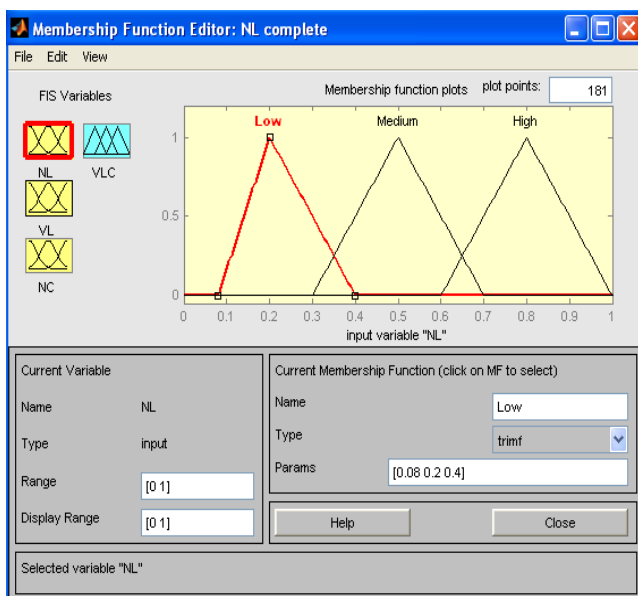 Membership Function Editor: NL complete
File Edit View
FIS Variables
Membership function plots plot points: 181
NL VLC
VL
NC
Low Medium High
1
0.5
0
0 0.1 0.2 0.3 0.4 0.5 0.6 0.7 0.8 0.9 1
input variable "NL"
Current Variable
Name NL
Type input
Range [0 1]
Display Range [0 1]
Current Membership Function (click on MF to select)
Name Low
Type trimf
Params [0.08 0.2 0.4]
Help Close
Selected variable "NL"